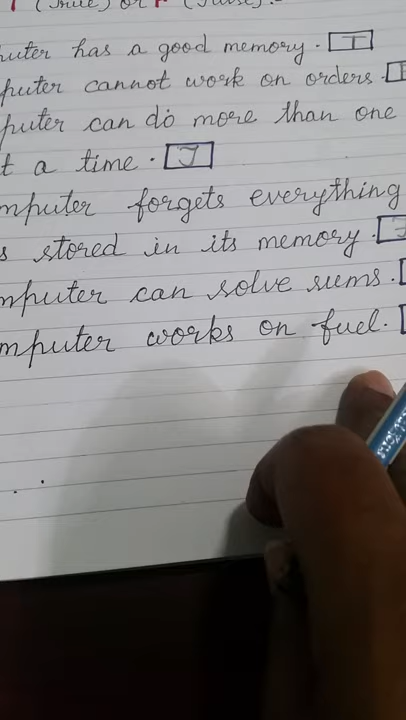 T (True) or F (False).
puter has a good memory. T
puter cannot work on orders.
puter can do more than one
t a time. T
mputer forgets everything
s stored in its memory.
mputer can solve sums.
mputer works on fuel.